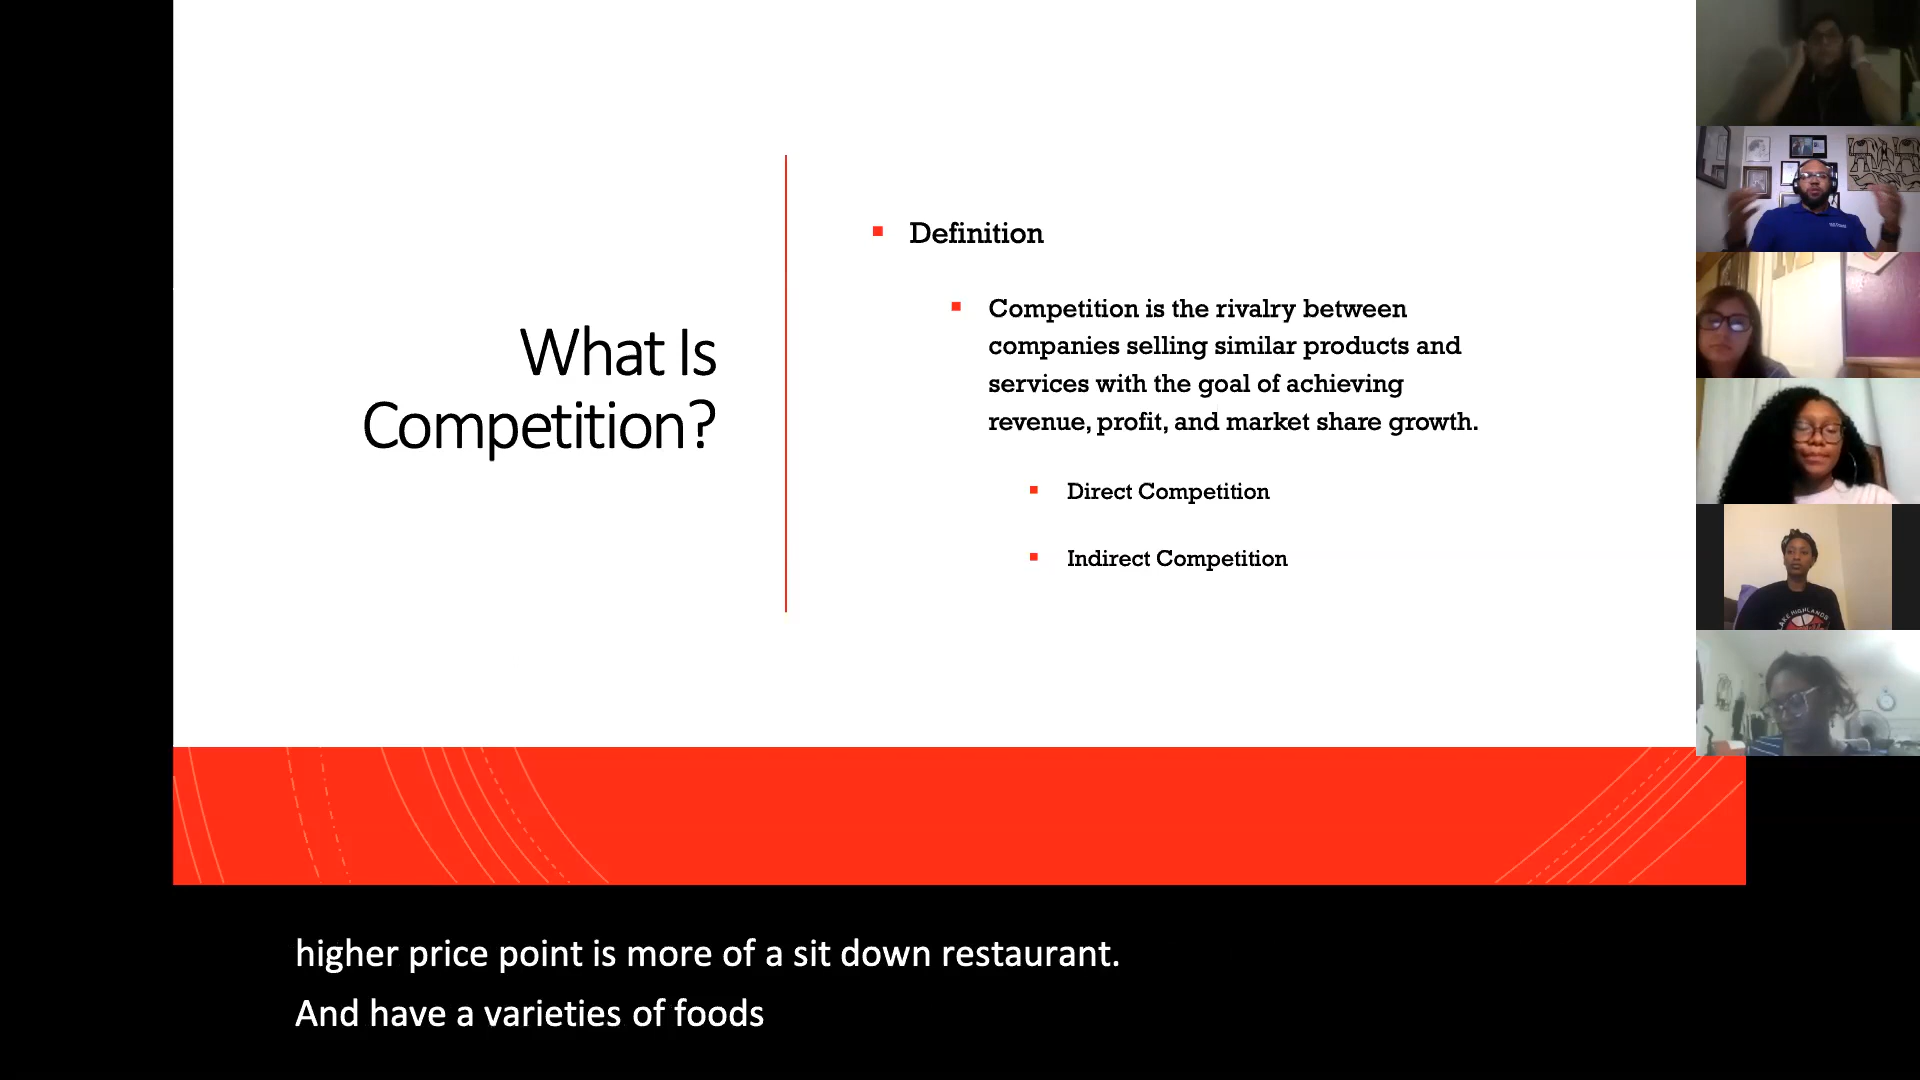 What Is
Competition?
Definition
Competition is the rivalry between
companies selling similar products and
services with the goal of achieving
revenue, profit, and market share growth.
Direct Competition
Indirect Competition
LAKE HIGHLANDS
higher price point is more of a sit down restaurant.
And have a varieties of foods